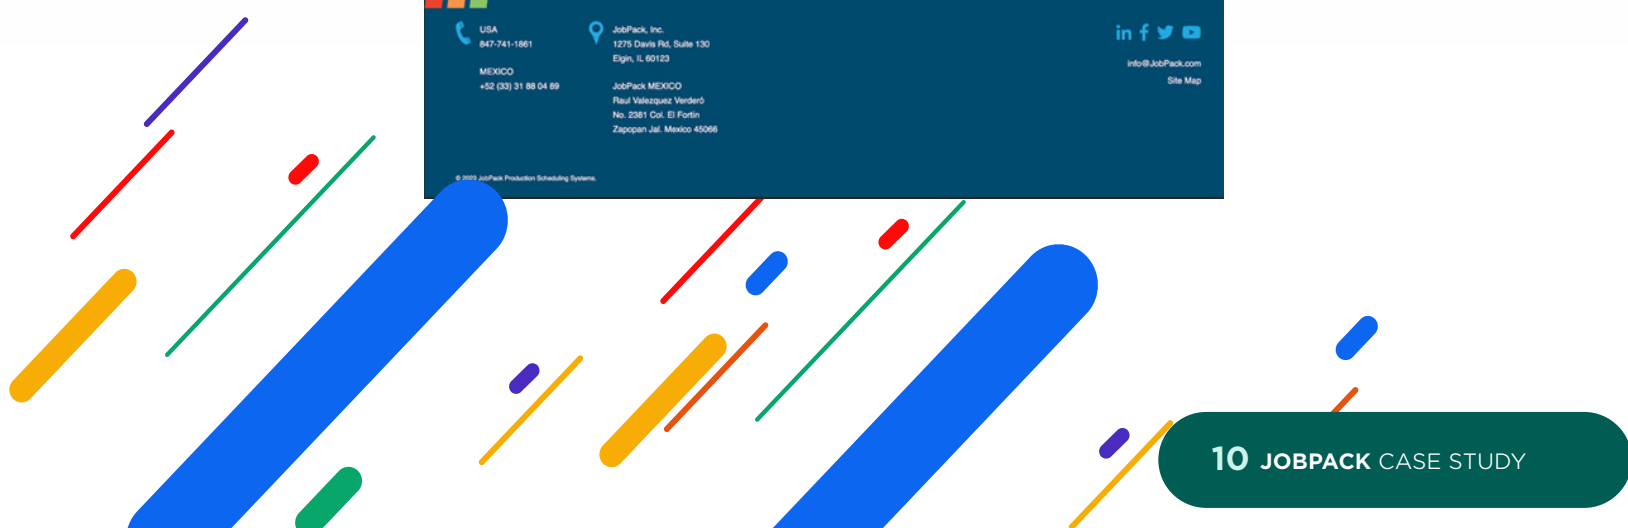 USA
847-741-1861
MEXICO
+52 (33) 31 88 04 89
JobPack, Inc.
1275 Davis Rd, Suite 130
Elgin, IL 60123
JobPack MEXICO
Raul Valezquez Verderó
No. 2381 Col. El Fortin
Zapopan Jal. Mexico 45066
info@JobPack.com
Site Map
© 2023 JobPack Production Scheduling Systems.
10 JOBPACK CASE STUDY